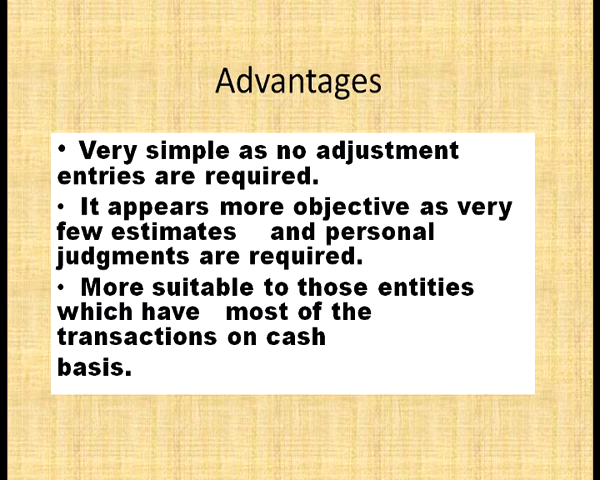 Advantages
• Very simple as no adjustment
entries are required.
• It appears more objective as very
few estimates and personal
judgments are required.
• More suitable to those entities
which have most of the
transactions on cash
basis.